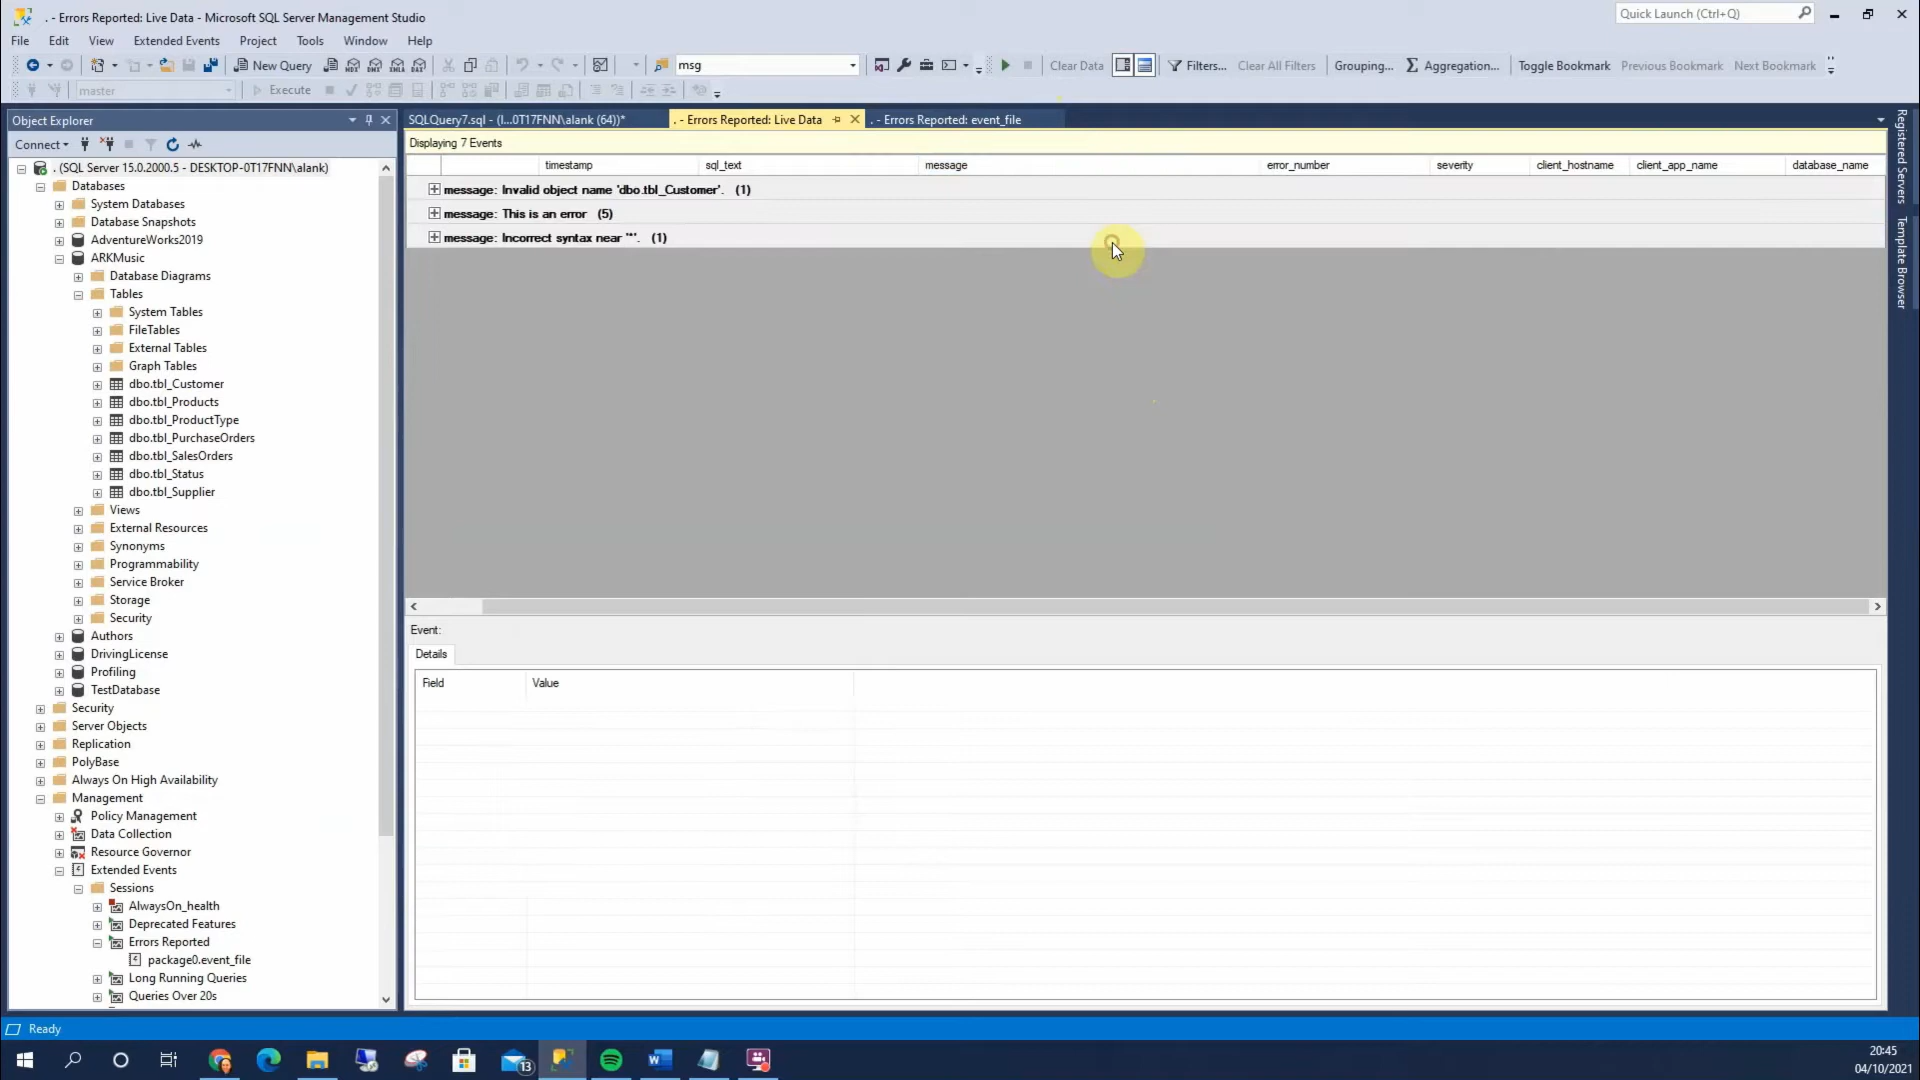 . - Errors Reported: Live Data - Microsoft SQL Server Management Studio
Quick Launch (Ctrl+Q)
File Edit View Extended Events Project Tools Window Help
New Query
msg
Clear Data
Filters...
Clear All Filters
Grouping...
Aggregation...
Toggle Bookmark
Previous Bookmark
Next Bookmark
master
Execute
Object Explorer
Connect
. (SQL Server 15.0.2000.5 - DESKTOP-0T17FNN\alank)
Databases
System Databases
Database Snapshots
AdventureWorks2019
ARKMusic
Database Diagrams
Tables
System Tables
FileTables
External Tables
Graph Tables
dbo.tbl_Customer
dbo.tbl_Products
dbo.tbl_ProductType
dbo.tbl_PurchaseOrders
dbo.tbl_SalesOrders
dbo.tbl_Status
dbo.tbl_Supplier
Views
External Resources
Synonyms
Programmability
Service Broker
Storage
Security
Authors
DrivingLicense
Profiling
TestDatabase
Security
Server Objects
Replication
PolyBase
Always On High Availability
Management
Policy Management
Data Collection
Resource Governor
Extended Events
Sessions
AlwaysOn_health
Deprecated Features
Errors Reported
package0.event_file
Long Running Queries
Queries Over 20s
SQLQuery7.sql - (l...0T17FNN\alank (64))*
. - Errors Reported: Live Data
. - Errors Reported: event_file
Displaying 7 Events
timestamp sql_text message error_number severity client_hostname client_app_name database_name
message: Invalid object name 'dbo.tbl_Customer'. (1)
message: This is an error (5)
message: Incorrect syntax near '*'. (1)
Event:
Details
Field Value
Registered Servers
Template Browser
Ready
13
20:45
04/10/2021